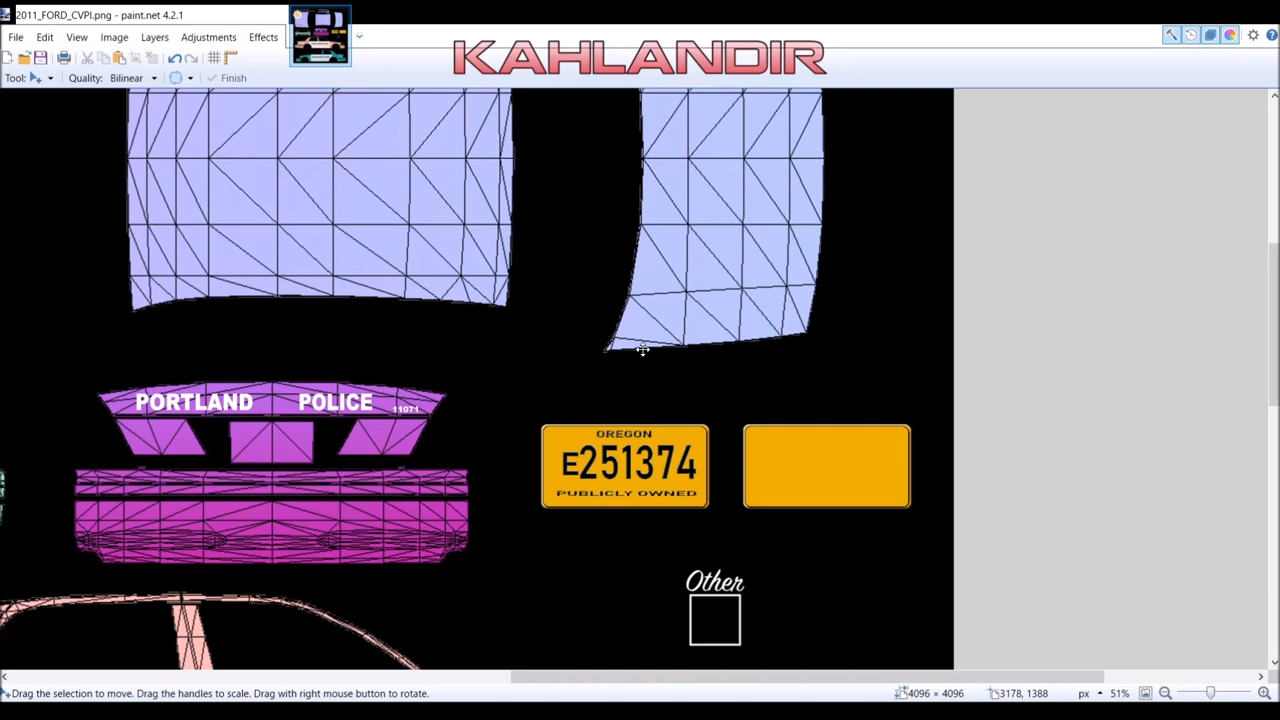 2011_FORD_CVPI.png - paint.net 4.2.1
File Edit View Image Layers Adjustments Effects
KAHLANDIR
Tool: Quality: Bilinear Finish
PORTLAND POLICE 11071
OREGON
E251374
PUBLICLY OWNED
Other
Drag the selection to move. Drag the handles to scale. Drag with right mouse button to rotate. 4096 × 4096 3178, 1388 px 51%